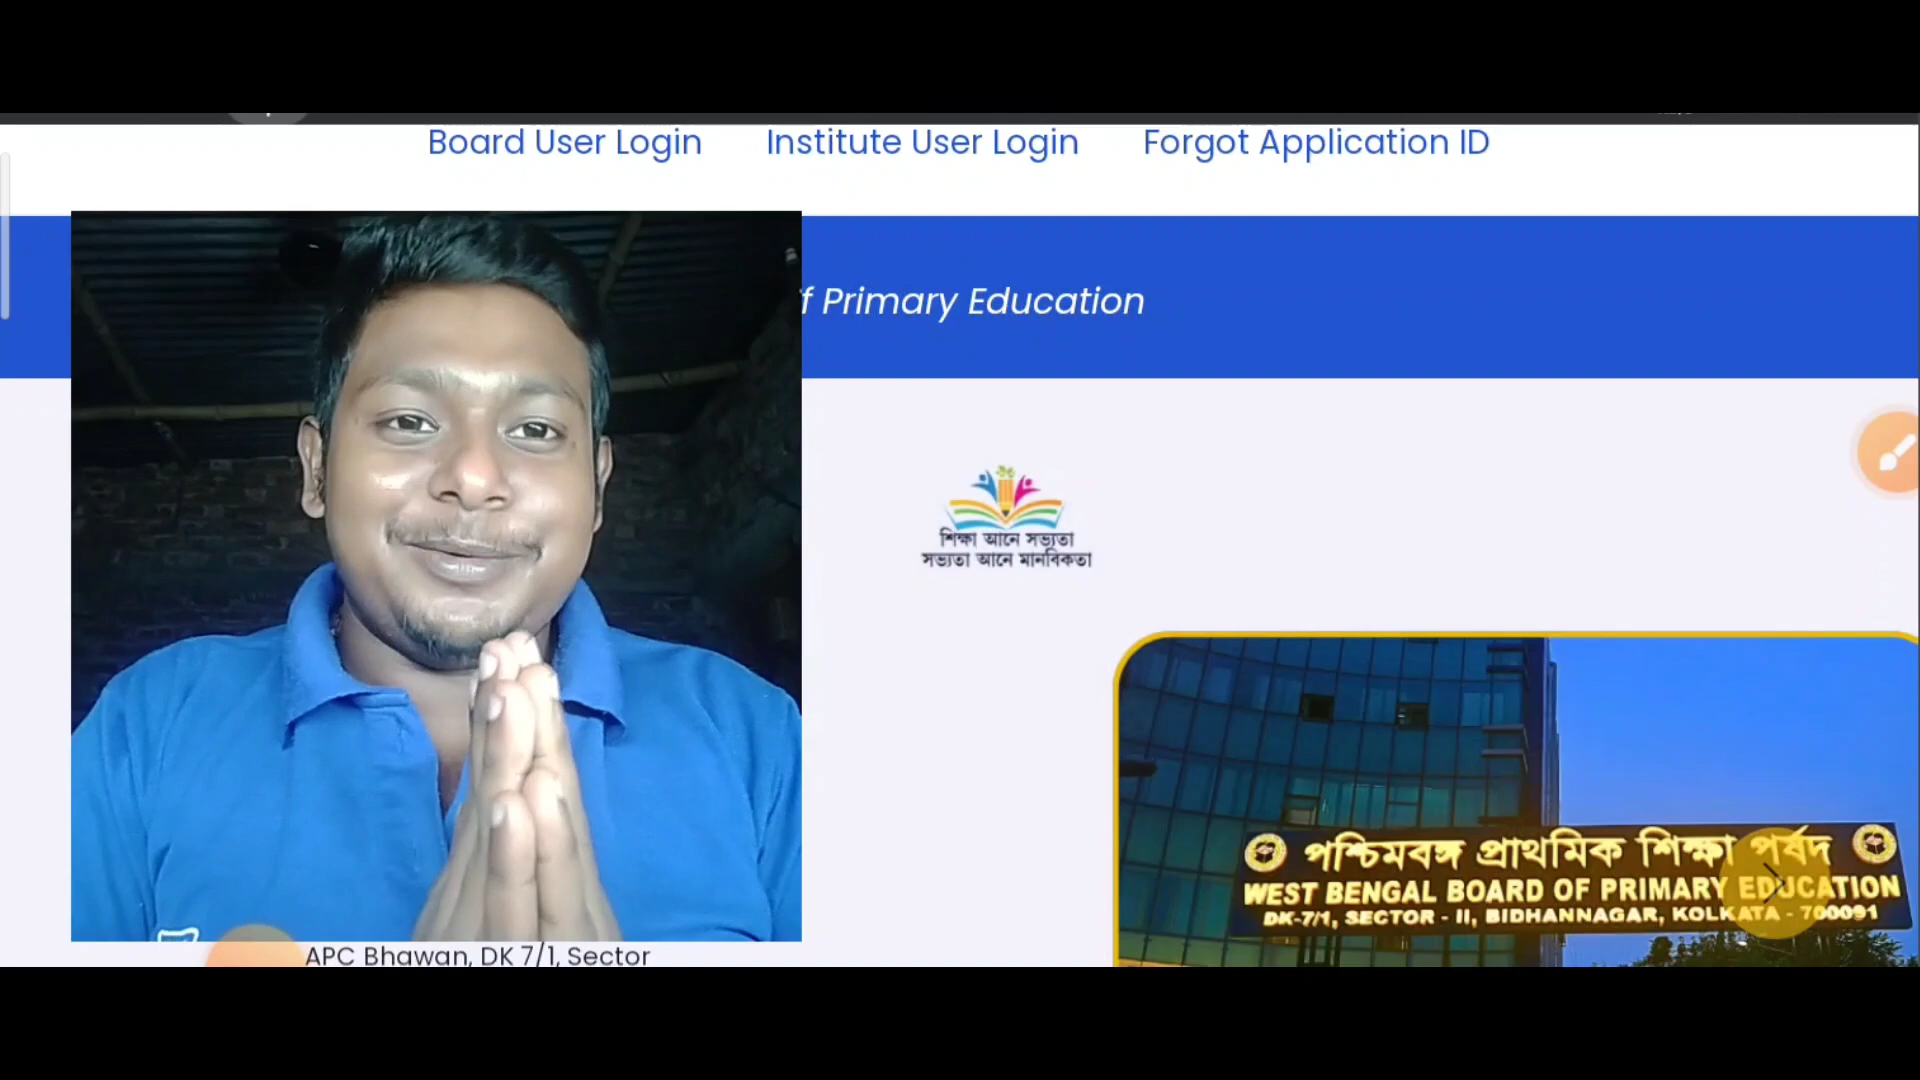 Board User Login Institute User Login Forgot Application ID
f Primary Education
শিক্ষা আনে সভ্যতা
সভ্যতা আনে মানবিকতা
পশ্চিমবঙ্গ প্রাথমিক শিক্ষা পর্ষদ
WEST BENGAL BOARD OF PRIMARY EDUCATION
DK-7/1, SECTOR - II, BIDHANNAGAR, KOLKATA - 700091
APC Bhawan, DK 7/1, Sector